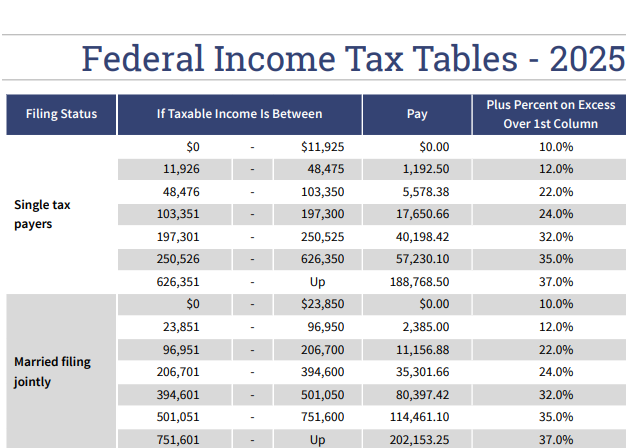 Federal Income Tax Tables - 2025
Filing Status If Taxable Income Is Between Pay Plus Percent on Excess
Over 1st Column
Single tax
payers
$0 - $11,925 $0.00 10.0%
11,926 - 48,475 1,192.50 12.0%
48,476 - 103,350 5,578.38 22.0%
103,351 - 197,300 17,650.66 24.0%
197,301 - 250,525 40,198.42 32.0%
250,526 - 626,350 57,230.10 35.0%
626,351 - Up 188,768.50 37.0%
Married filing
jointly
$0 - $23,850 $0.00 10.0%
23,851 - 96,950 2,385.00 12.0%
96,951 - 206,700 11,156.88 22.0%
206,701 - 394,600 35,301.66 24.0%
394,601 - 501,050 80,397.42 32.0%
501,051 - 751,600 114,461.10 35.0%
751,601 - Up 202,153.25 37.0%